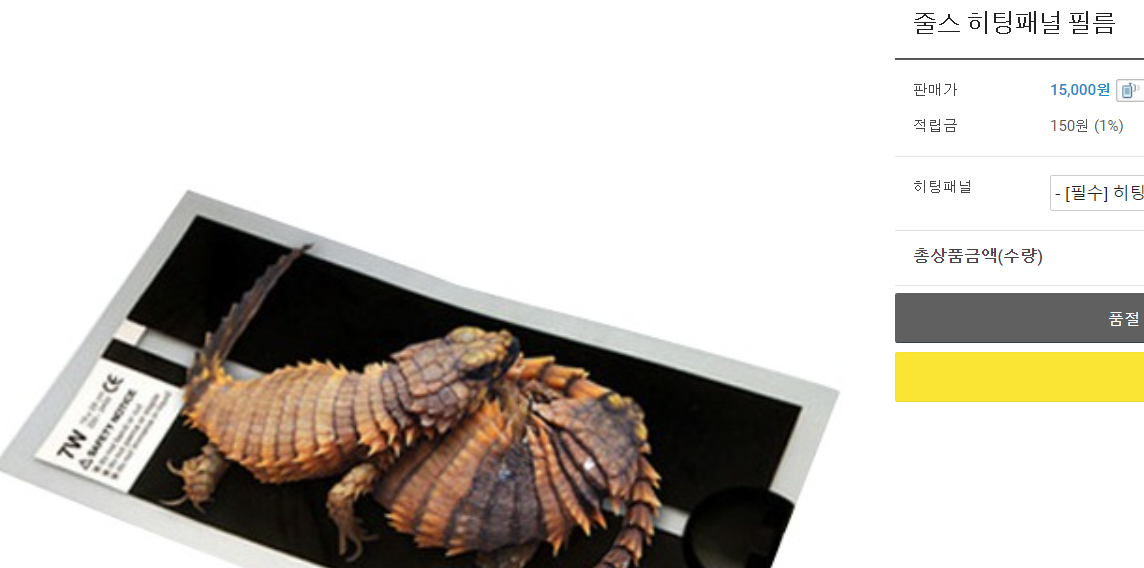 줄스 히팅패널 필름
판매가 15,000원
적립금 150원 (1%)
히팅패널 - [필수] 히팅
총상품금액(수량)
품절
7W CE
SAFETY NOTICE